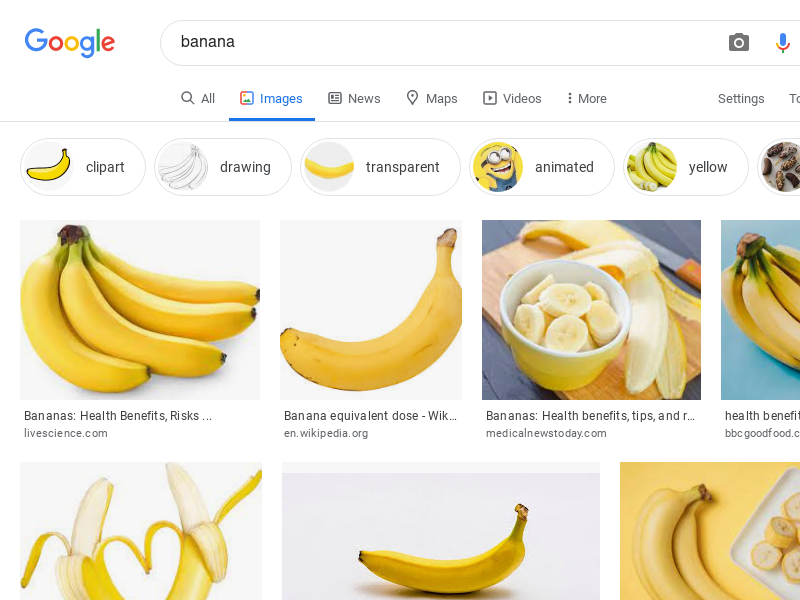 Google
banana
All
Images
News
Maps
Videos
More
Settings
To
clipart
drawing
transparent
animated
yellow
Bananas: Health Benefits, Risks ...
livescience.com
Banana equivalent dose - Wik...
en.wikipedia.org
Bananas: Health benefits, tips, and r...
medicalnewstoday.com
health benefit
bbcgoodfood.c